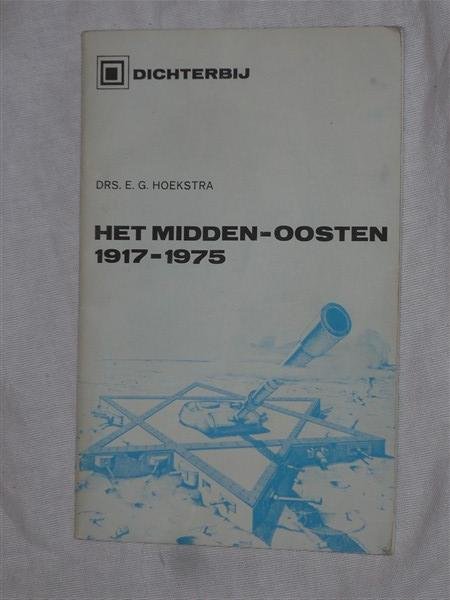 DICHTERBIJ
DRS. E. G. HOEKSTRA
HET MIDDEN-OOSTEN
1917-1975